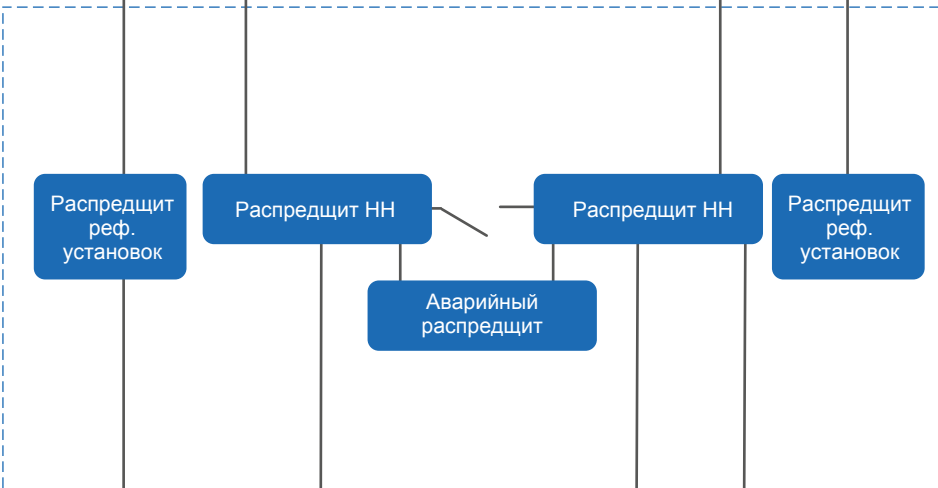 Распредщит
реф.
установок
Распредщит НН
Распредщит НН
Распредщит
реф.
установок
Аварийный
распредщит